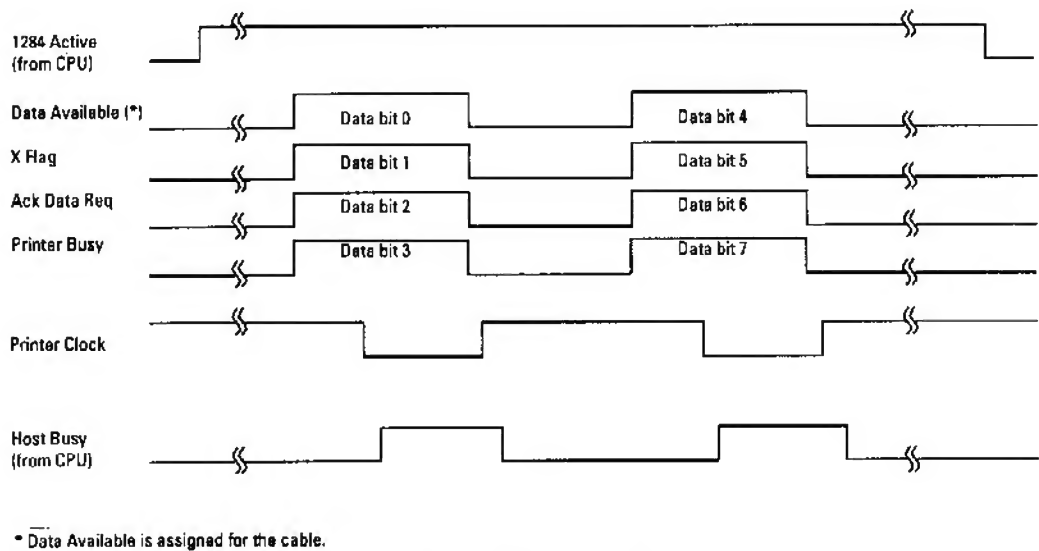 1284 Active
(from CPU)
Data Available (*)
Data bit 0
Data bit 4
X Flag
Data bit 1
Data bit 5
Ack Data Req
Data bit 2
Data bit 6
Printer Busy
Data bit 3
Data bit 7
Printer Clock
Host Busy
(from CPU)
* Data Available is assigned for the cable.